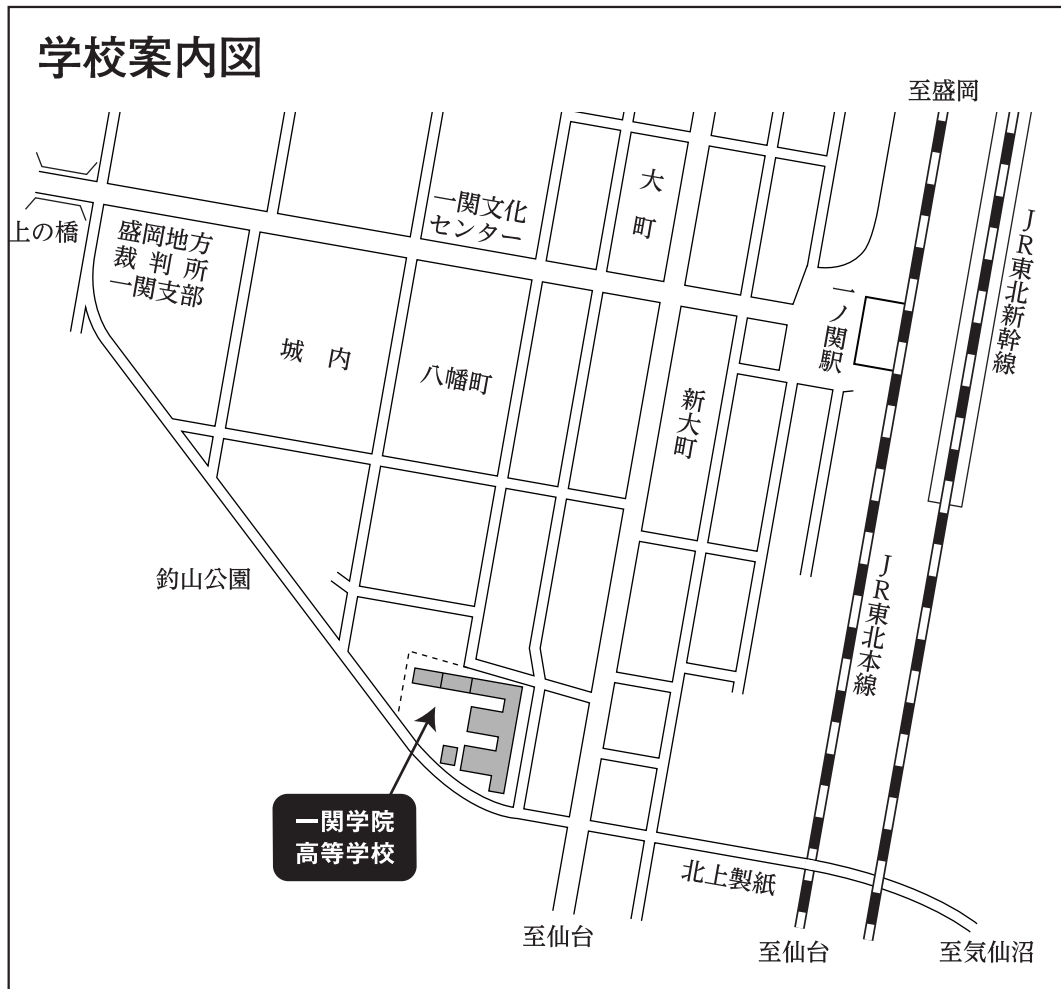 学校案内図
至盛岡
大町
一関文化
センター
上の橋
盛岡地方
裁判所
一関支部
JR東北新幹線
一ノ関駅
城内
八幡町
新大町
釣山公園
JR東北本線
一関学院
高等学校
北上製紙
至仙台
至仙台
至気仙沼